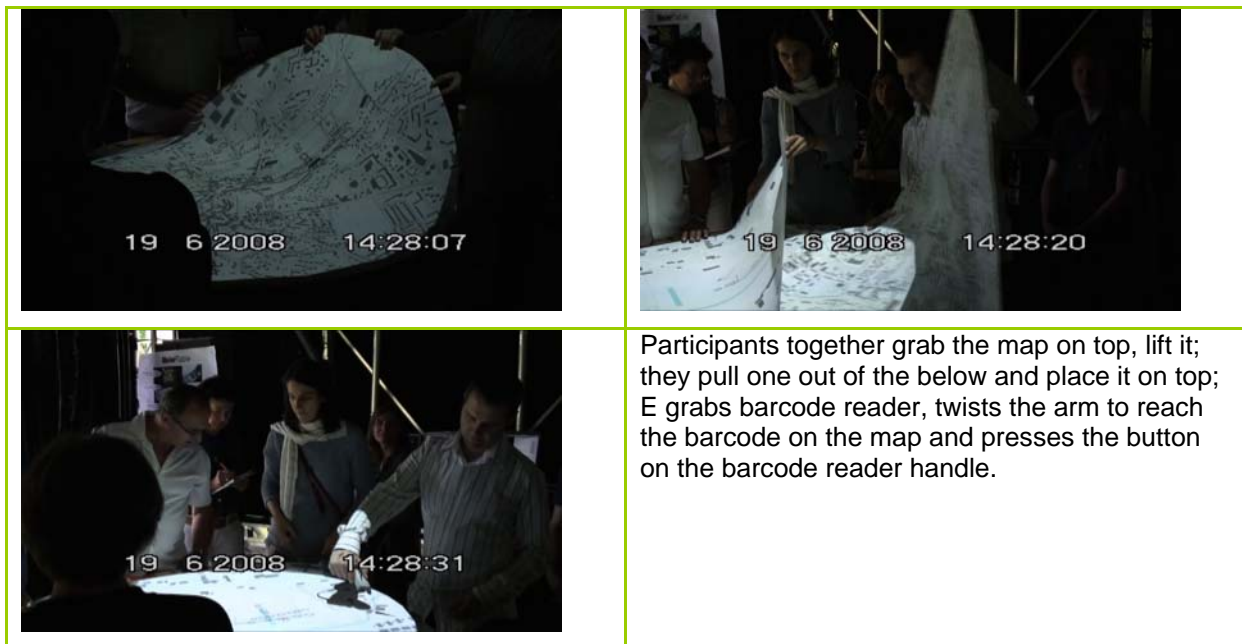 19 6 2008 14:28:07
19 6 2008 14:28:20
19 6 2008 14:28:31
Participants together grab the map on top, lift it;
they pull one out of the below and place it on top;
E grabs barcode reader, twists the arm to reach
the barcode on the map and presses the button
on the barcode reader handle.